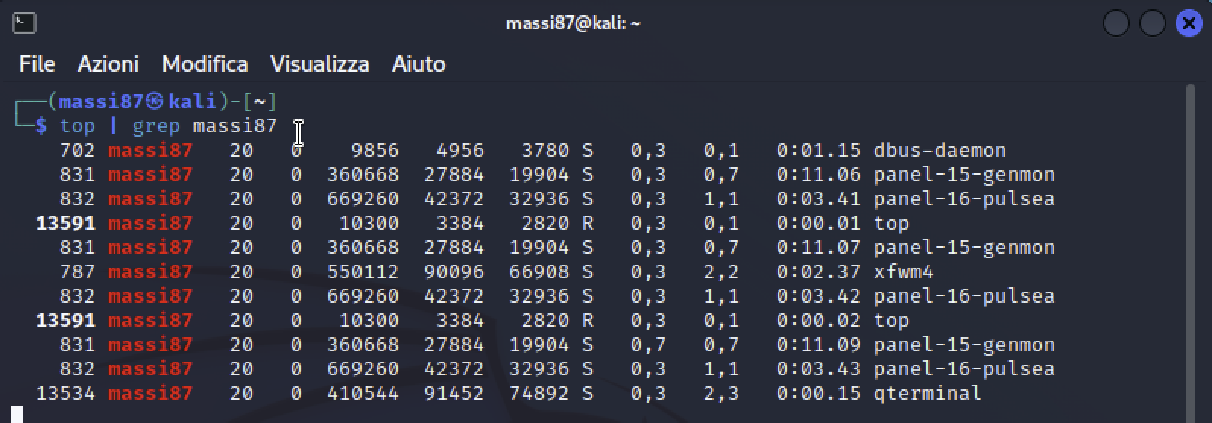 massi87@kali: ~
File Azioni Modifica Visualizza Aiuto
┌──(massi87㉿kali)-[~]
└─$ top | grep massi87
702 massi87 20 0 9856 4956 3780 S 0,3 0,1 0:01.15 dbus-daemon
831 massi87 20 0 360668 27884 19904 S 0,3 0,7 0:11.06 panel-15-genmon
832 massi87 20 0 669260 42372 32936 S 0,3 1,1 0:03.41 panel-16-pulsea
13591 massi87 20 0 10300 3384 2820 R 0,3 0,1 0:00.01 top
831 massi87 20 0 360668 27884 19904 S 0,3 0,7 0:11.07 panel-15-genmon
787 massi87 20 0 550112 90096 66908 S 0,3 2,2 0:02.37 xfwm4
832 massi87 20 0 669260 42372 32936 S 0,3 1,1 0:03.42 panel-16-pulsea
13591 massi87 20 0 10300 3384 2820 R 0,3 0,1 0:00.02 top
831 massi87 20 0 360668 27884 19904 S 0,7 0,7 0:11.09 panel-15-genmon
832 massi87 20 0 669260 42372 32936 S 0,3 1,1 0:03.43 panel-16-pulsea
13534 massi87 20 0 410544 91452 74892 S 0,3 2,3 0:00.15 qterminal